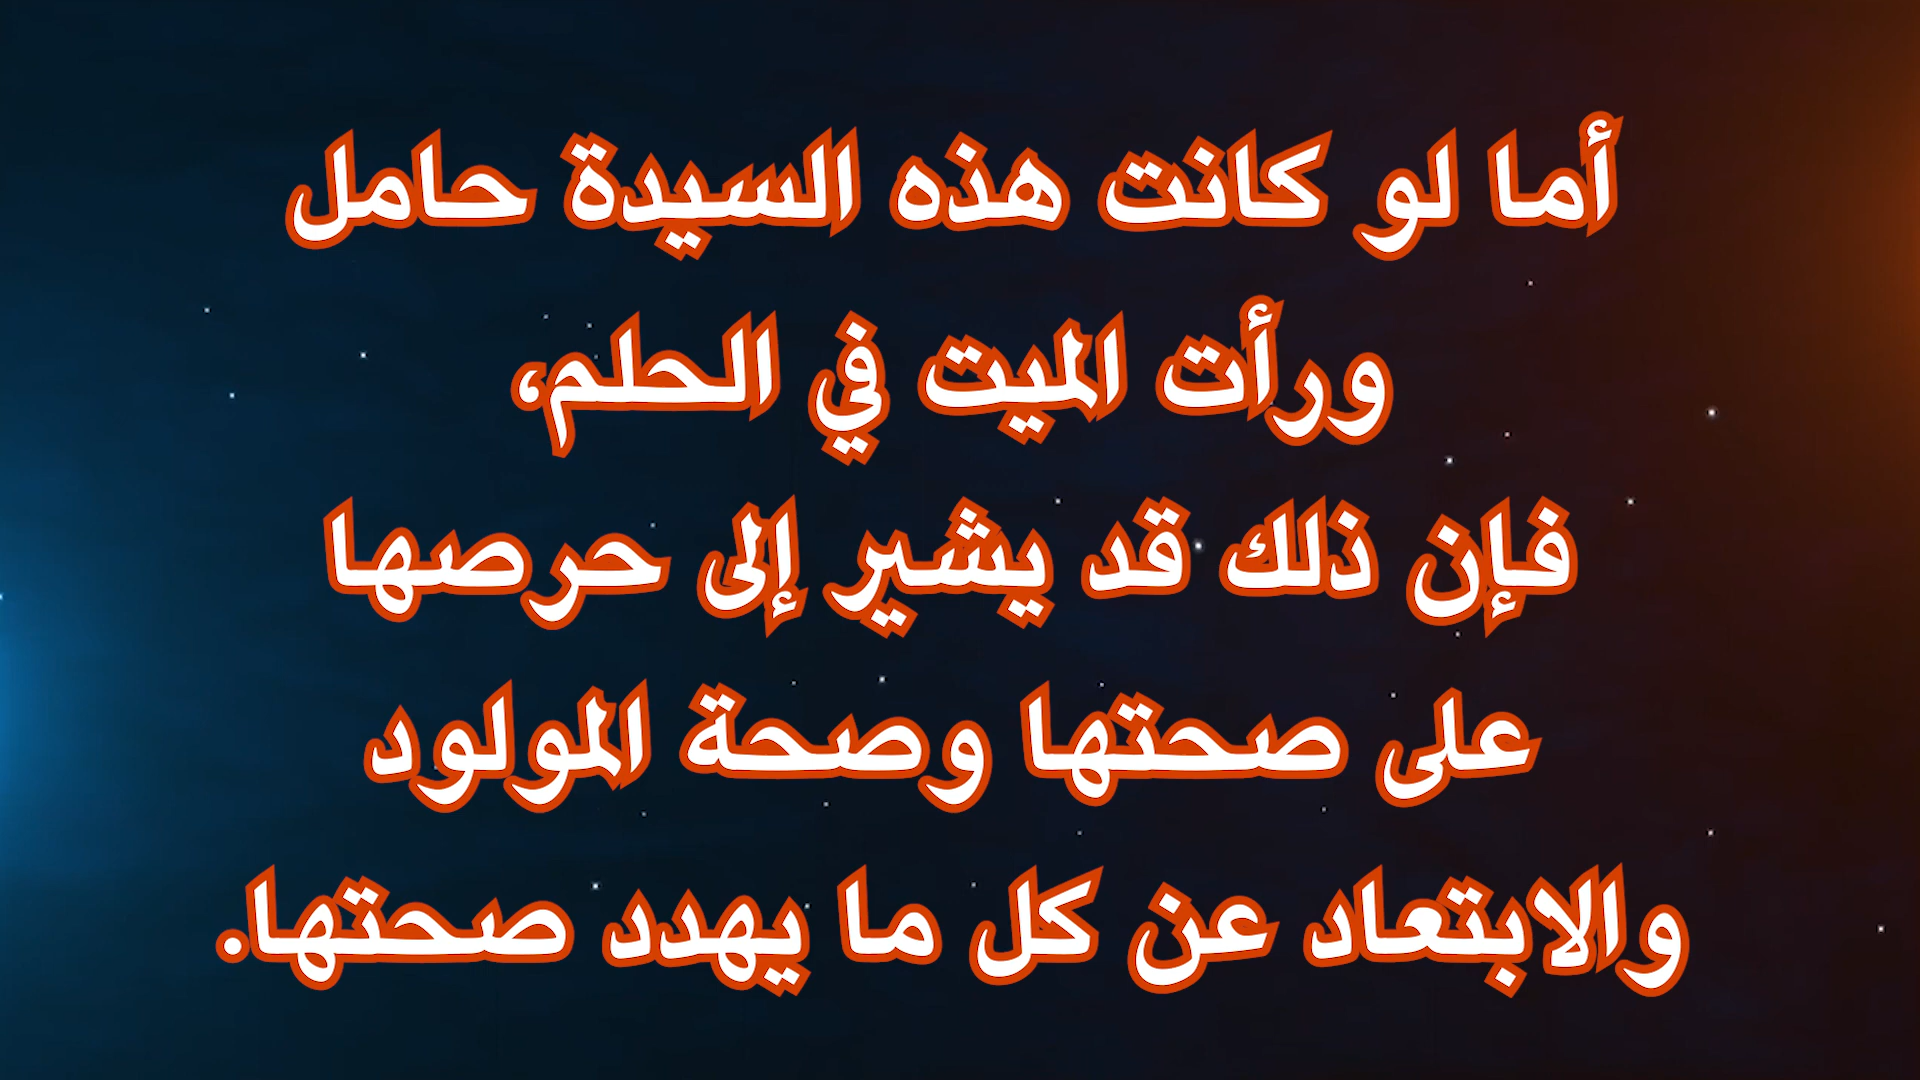 أما لو كانت هذه السيدة حامل
ورأت الميت في الحلم،
فإن ذلك قد يشير إلى حرصها
على صحتها وصحة المولود
والابتعاد عن كل ما يهدد صحتها.